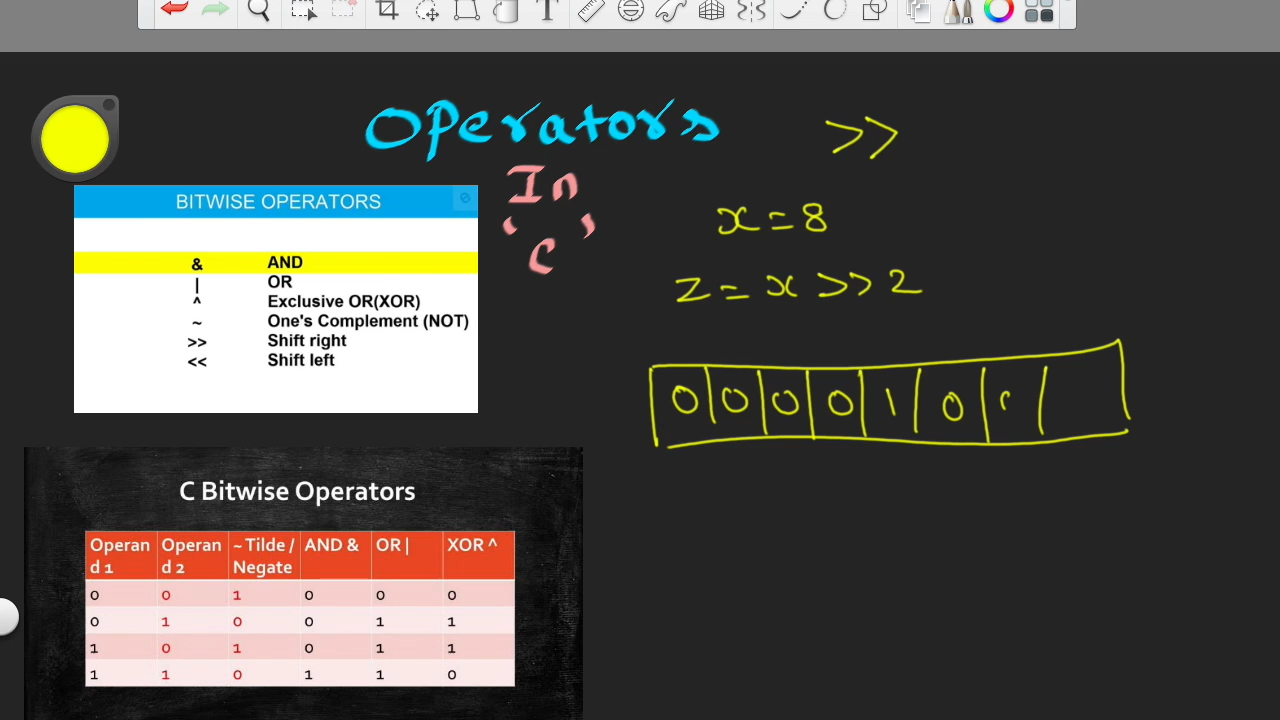 Operators
In
‘C’
>>
x=8
z=x>>2
0 0 0 0 1 0
BITWISE OPERATORS
& AND
| OR
^ Exclusive OR(XOR)
~ One's Complement (NOT)
>> Shift right
<< Shift left
C Bitwise Operators
Operan d 1 Operan d 2 ~ Tilde / Negate AND & OR | XOR ^
0 0 1 0 0 0
0 1 0 0 1 1
1 0 1 0 1 1
1 1 0 1 1 0